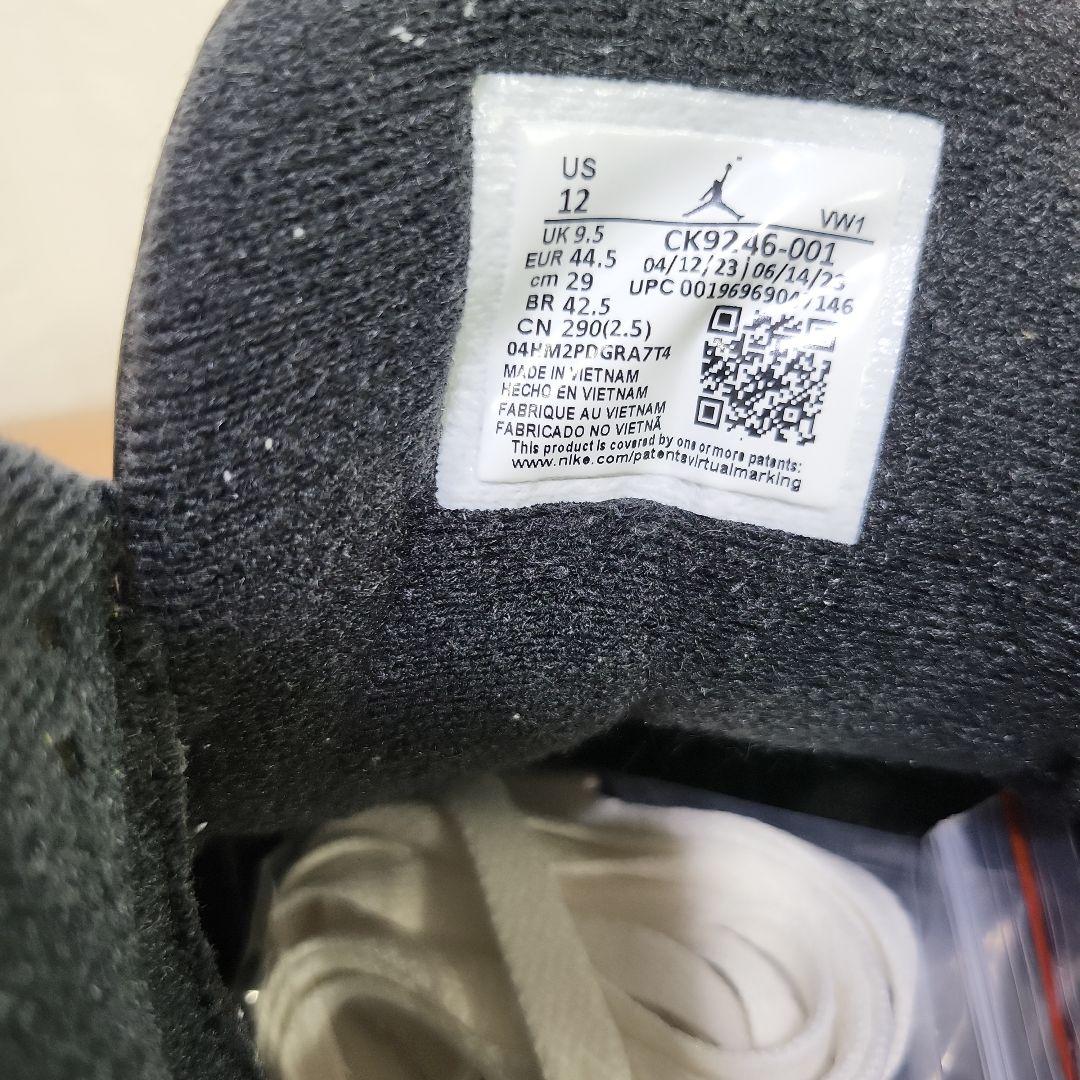 US
12
VW1
UK 9.5
CK9246-001
EUR 44.5
04/12/23 | 06/14/23
cm 29
UPC
BR 42.5
CN 290(2.5)
04HM2PDGRA7T4
MADE IN VIETNAM
HECHO EN VIETNAM
FABRIQUE AU VIETNAM
FABRICADO NO VIETNÃ
This product is covered by one or more patents:
www.nike.com/patentsvirtualmarking